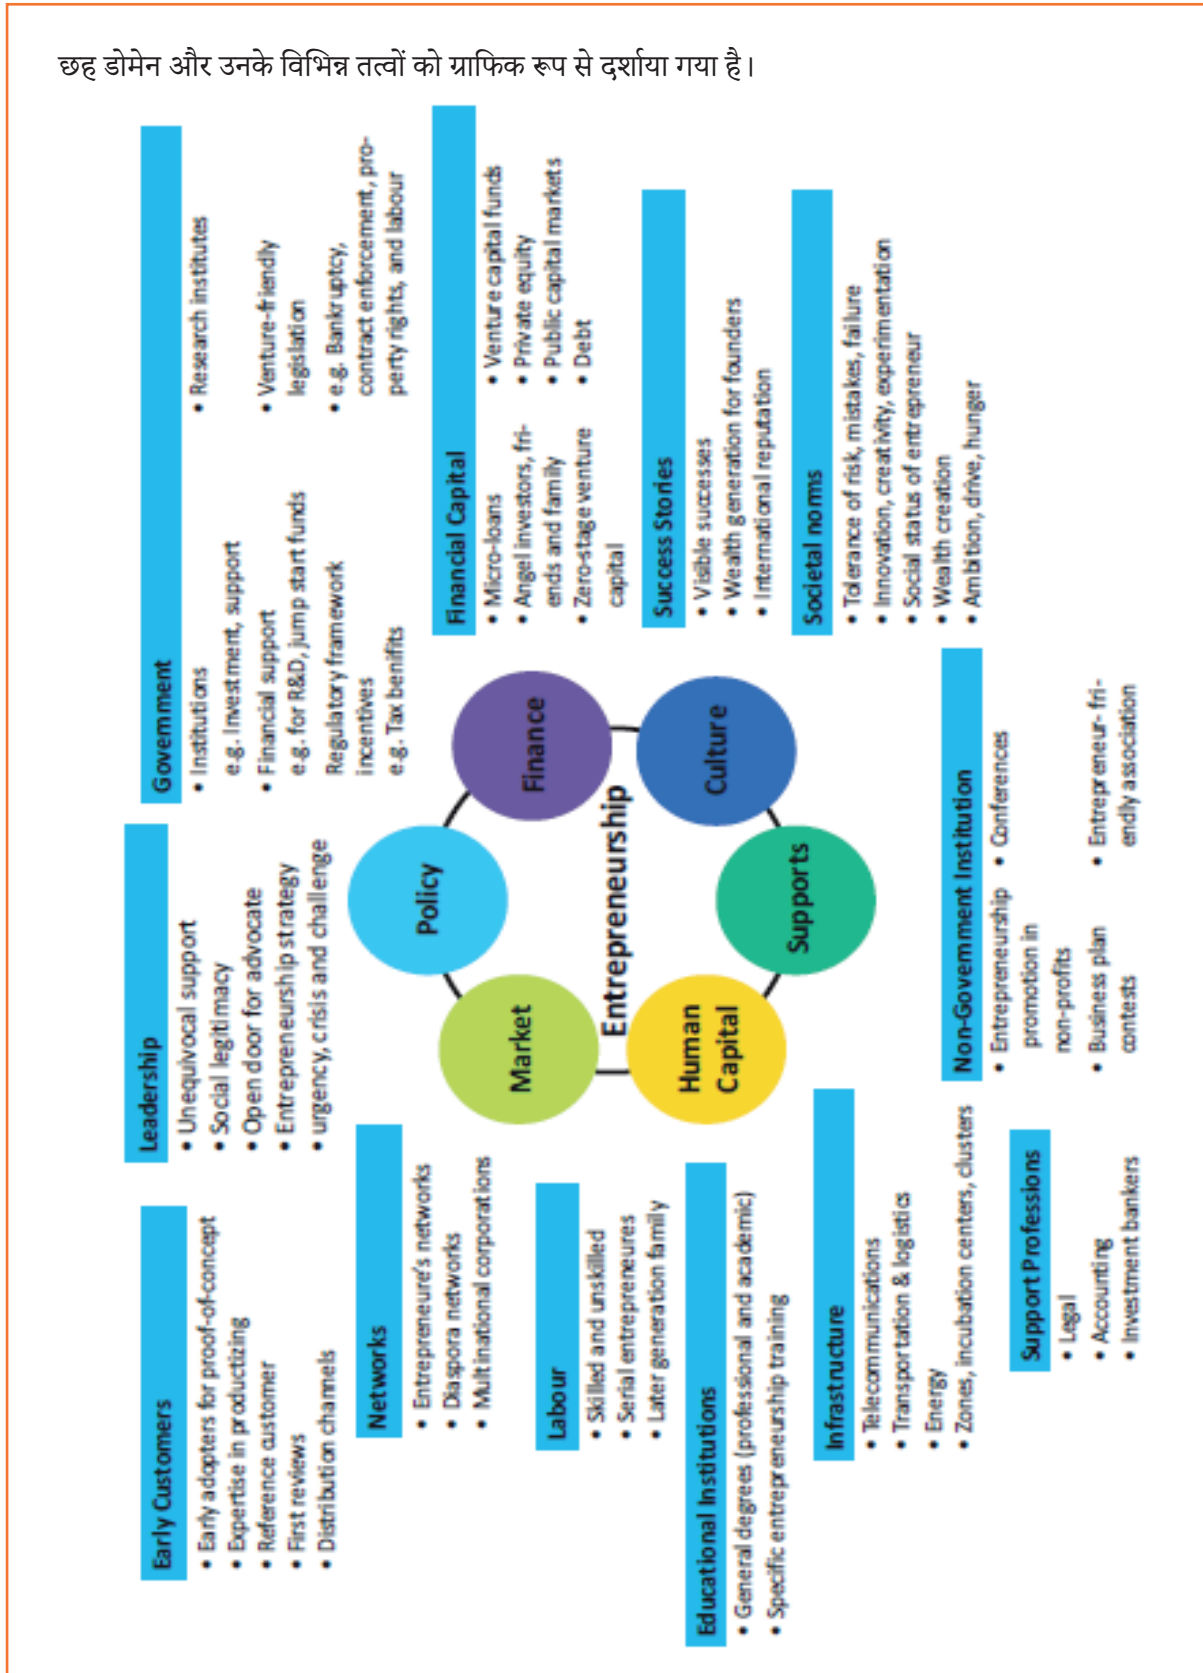 छह डोमेन और उनके विभिन्न तत्वों को ग्राफिक रूप से दर्शाया गया है।
Early Customers
• Early adopters for proof-of-concept
• Expertise in productizing
• Reference customer
• First reviews
• Distribution channels
Leadership
• Unequivocal support
• Social legitimacy
• Open door for advocate
• Entrepreneurship strategy
• urgency, crisis and challenge
Government
• Institutions
e.g. Investment, support
• Financial support
e.g. for R&D, jump start funds
Regulatory framework
incentives
e.g. Tax benifits
• Research institutes
• Venture-friendly
legislation
• e.g. Bankruptcy,
contract enforcement, pro-
perty rights, and labour
Networks
• Entrepreneure's networks
• Diaspora networks
• Multinational corporations
Policy
Market
Finance
Entrepreneurship
Human
Capital
Culture
Supports
Financial Capital
• Micro-loans
• Angel investors, fri-
ends and family
• Zero-stage venture
capital
• Venture capital funds
• Private equity
• Public capital markets
• Debt
Labour
• Skilled and unskilled
• Serial entrepreneures
• Later generation family
Success Stories
• Visible successes
• Wealth generation for founders
• International reputation
Educational Institutions
• General degrees (professional and academic)
• Specific entrepreneurship training
Societal norms
• Tolerance of risk, mistakes, failure
• Innovation, creativity, experimentation
• Social status of entrepreneur
• Wealth creation
• Ambition, drive, hunger
Infrastructure
• Telecommunications
• Transportation & logistics
• Energy
• Zones, incubation centers, clusters
Non-Government Institution
• Entrepreneurship
promotion in
non-profits
• Business plan
contests
• Conferences
• Entrepreneur- fri-
endly association
Support Professions
• Legal
• Accounting
• Investment bankers